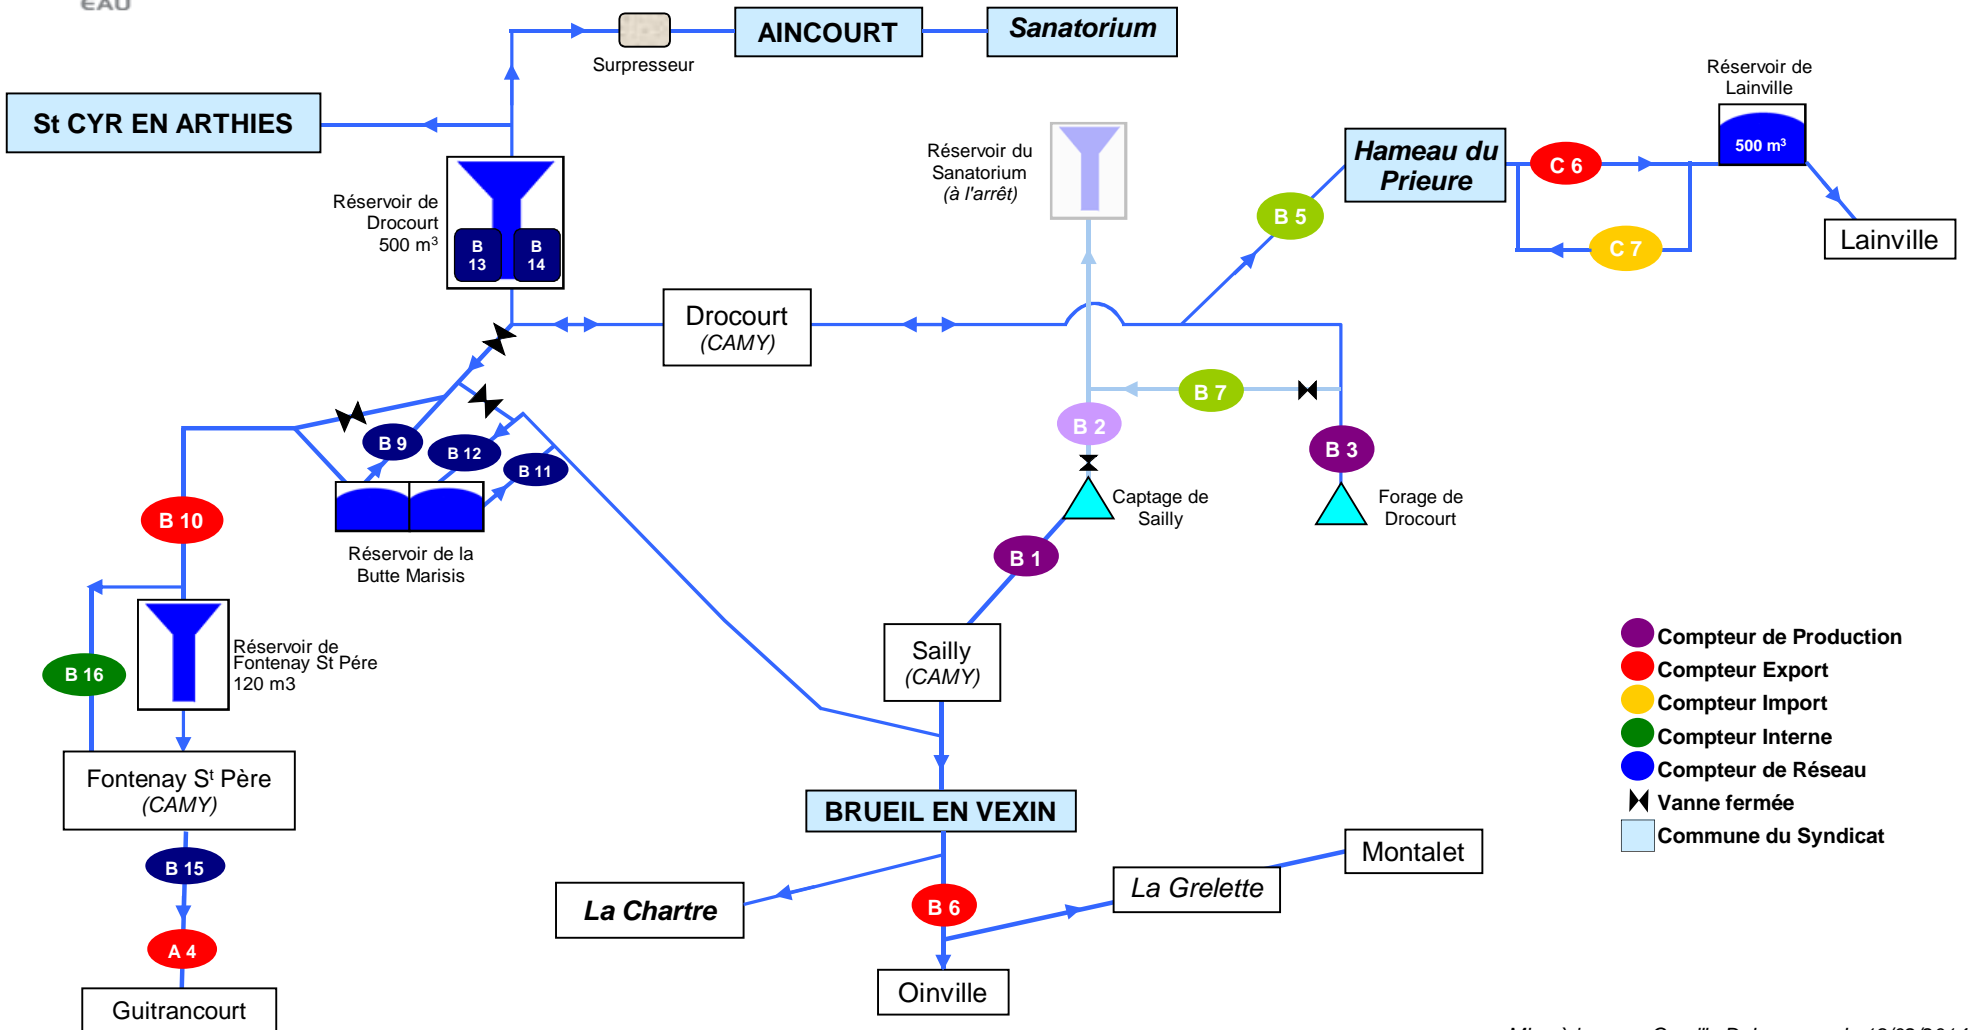 EAU
AINCOURT
Sanatorium
Surpresseur
St CYR EN ARTHIES
Réservoir de
Lainville
500 m³
Réservoir du
Sanatorium
(à l'arrêt)
Hameau du
Prieure
C 6
C 7
B 5
Lainville
Réservoir de
Drocourt
500 m³
B
13
B
14
Drocourt
(CAMY)
B 7
B 2
B 3
B 9
B 12
B 11
Captage de
Sailly
Forage de
Drocourt
B 10
Réservoir de la
Butte Marisis
B 1
Réservoir de
Fontenay St Pére
120 m3
B 16
Sailly
(CAMY)
Compteur de Production
Compteur Export
Compteur Import
Compteur Interne
Compteur de Réseau
Vanne fermée
Commune du Syndicat
Fontenay Sᵗ Père
(CAMY)
BRUEIL EN VEXIN
B 15
Montalet
La Grelette
La Chartre
B 6
A 4
Oinville
Guitrancourt